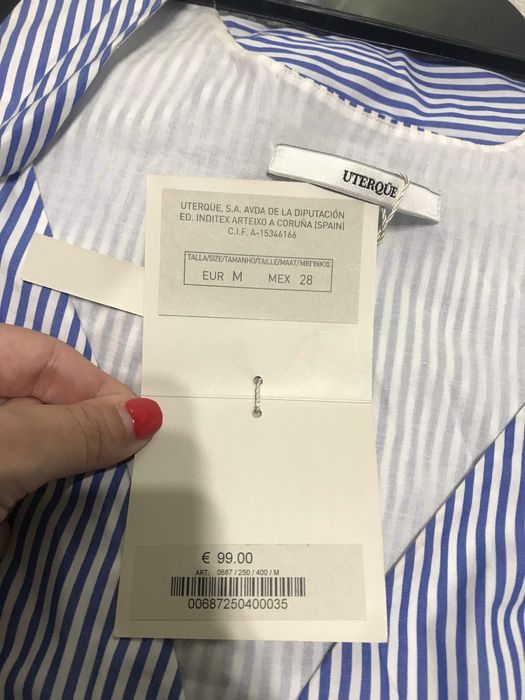 UTERQÜE
UTERQÜE, S.A. AVDA DE LA DIPUTACIÓN
ED. INDITEX ARTEIXO A CORUÑA (SPAIN)
C.I.F. A-15346166
TALLA/SIZE/TAMANHO/TAILLE/MAAT/ΜΕΓΕΘΟΣ
EUR M MEX 28
€ 99.00
ART. 0687 / 250 / 400 / M
00687250400035